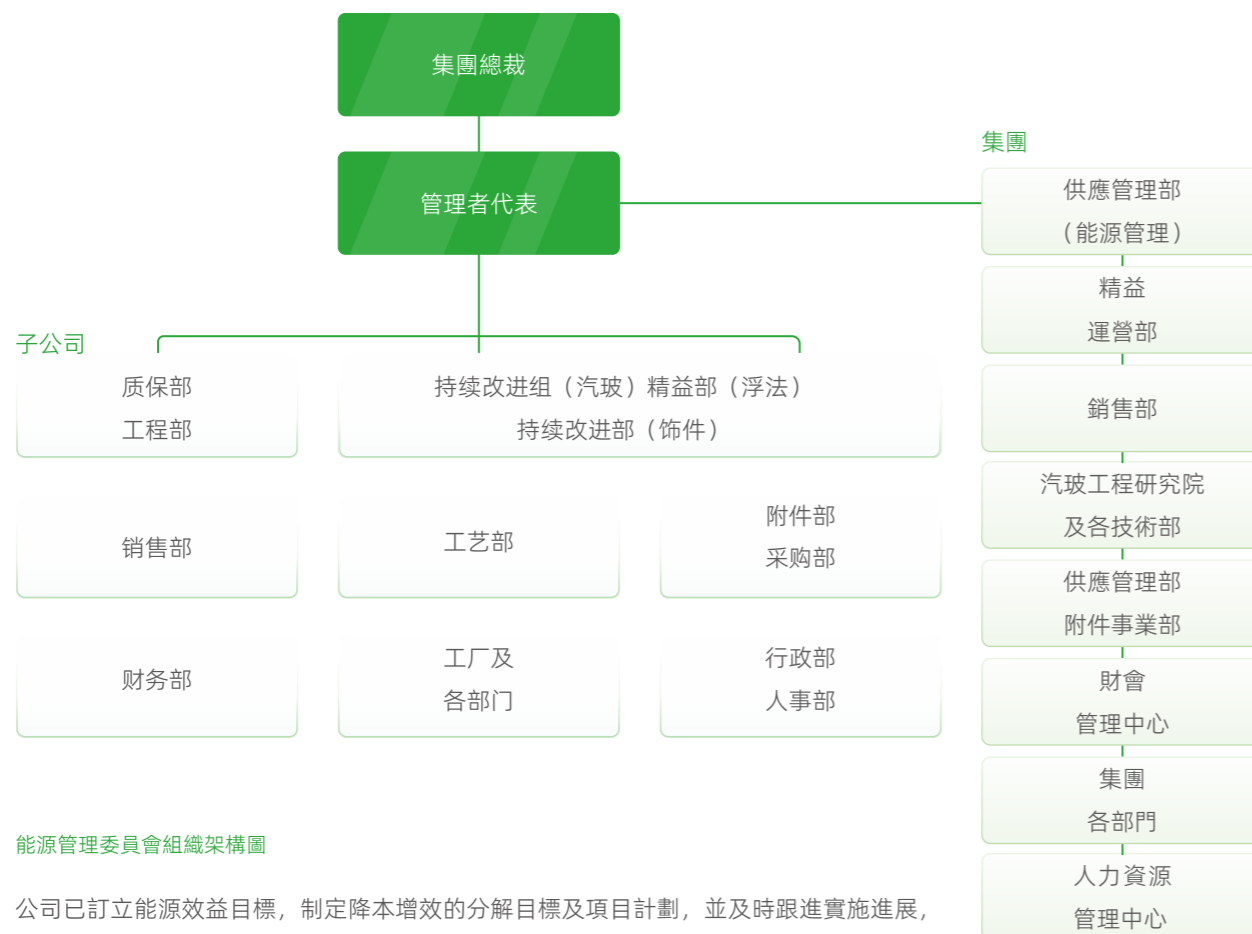 集團總裁
管理者代表
子公司
质保部
工程部
持续改进组（汽玻）精益部（浮法）
持续改进部（饰件）
销售部
工艺部
附件部
采购部
财务部
工厂及
各部门
行政部
人事部
集團
供應管理部
（能源管理）
精益
運營部
銷售部
汽玻工程研究院
及各技術部
供應管理部
附件事業部
財會
管理中心
集團
各部門
人力資源
管理中心
能源管理委員會組織架構圖
公司已訂立能源效益目標，制定降本增效的分解目標及項目計劃，並及時跟進實施進展，